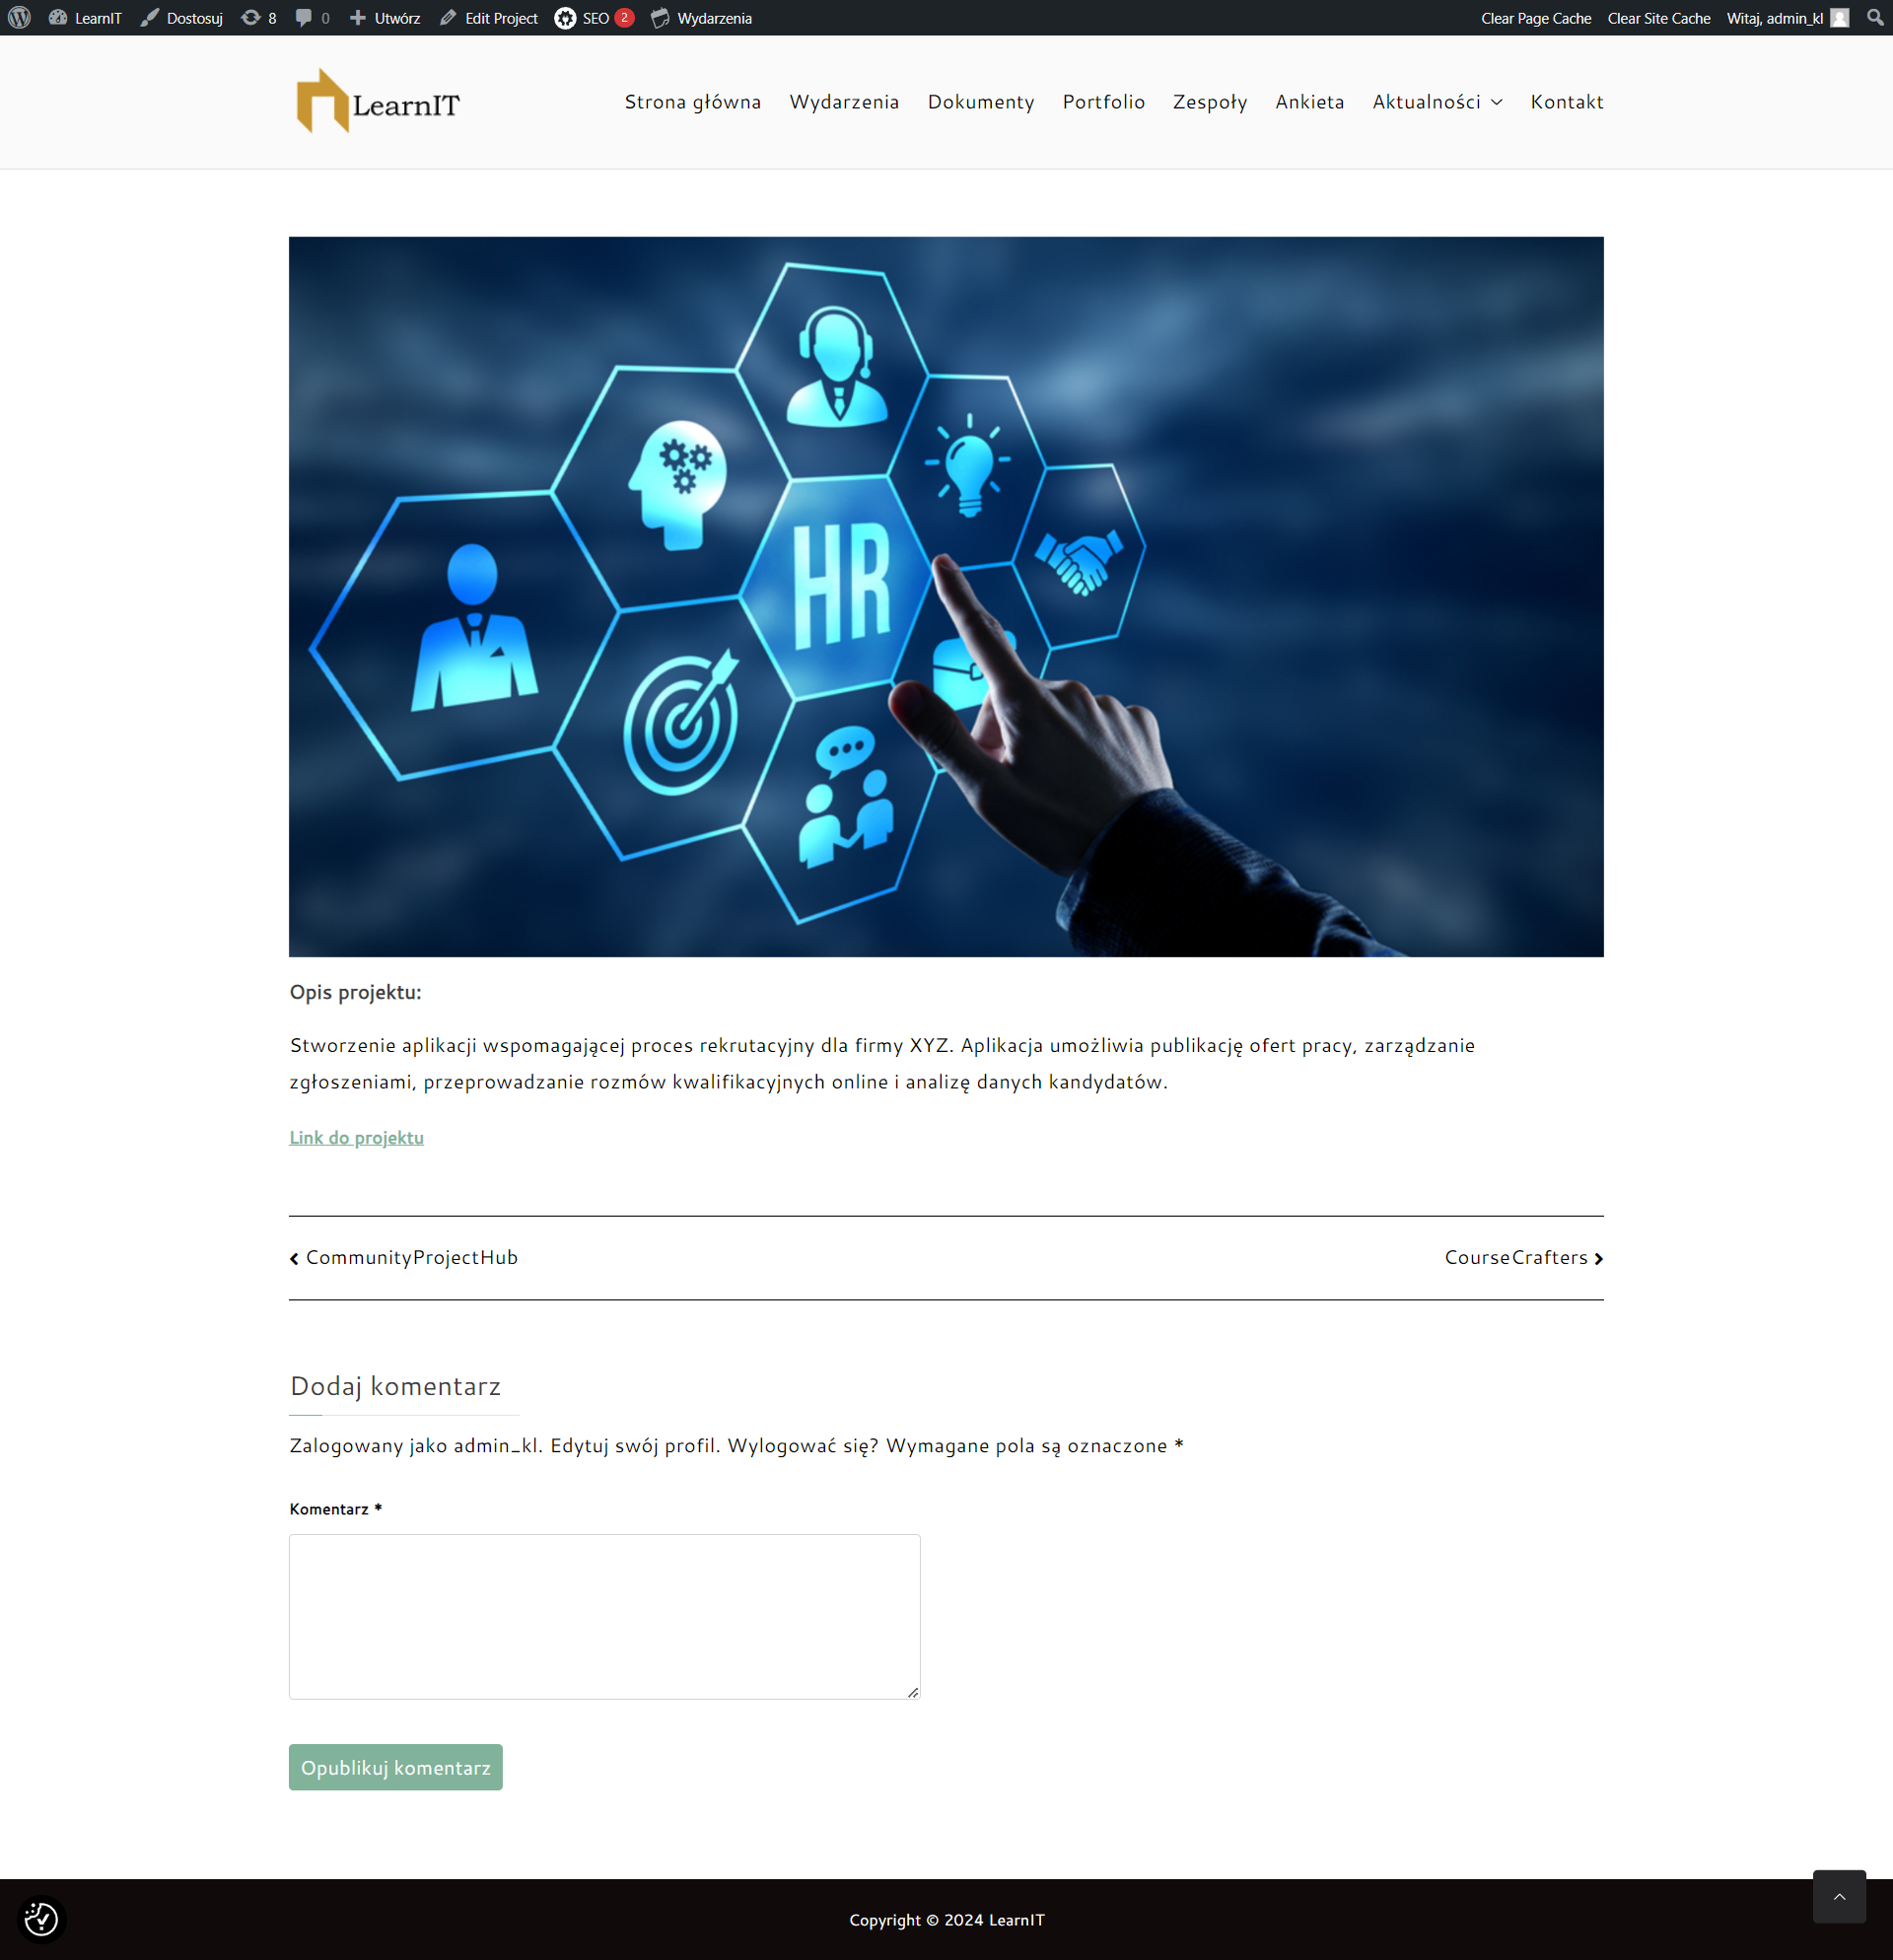 LearnIT Dostosuj 8 0 Utwórz Edit Project SEO 2 Wydarzenia Clear Page Cache Clear Site Cache Witaj, admin_kl
LearnIT Strona główna Wydarzenia Dokumenty Portfolio Zespoły Ankieta Aktualności Kontakt
HR
Opis projektu:
Stworzenie aplikacji wspomagającej proces rekrutacyjny dla firmy XYZ. Aplikacja umożliwia publikację ofert pracy, zarządzanie
zgłoszeniami, przeprowadzanie rozmów kwalifikacyjnych online i analizę danych kandydatów.
Link do projektu
CommunityProjectHub CourseCrafters
Dodaj komentarz
Zalogowany jako admin_kl. Edytuj swój profil. Wylogować się? Wymagane pola są oznaczone *
Komentarz *
Opublikuj komentarz
Copyright © 2024 LearnIT